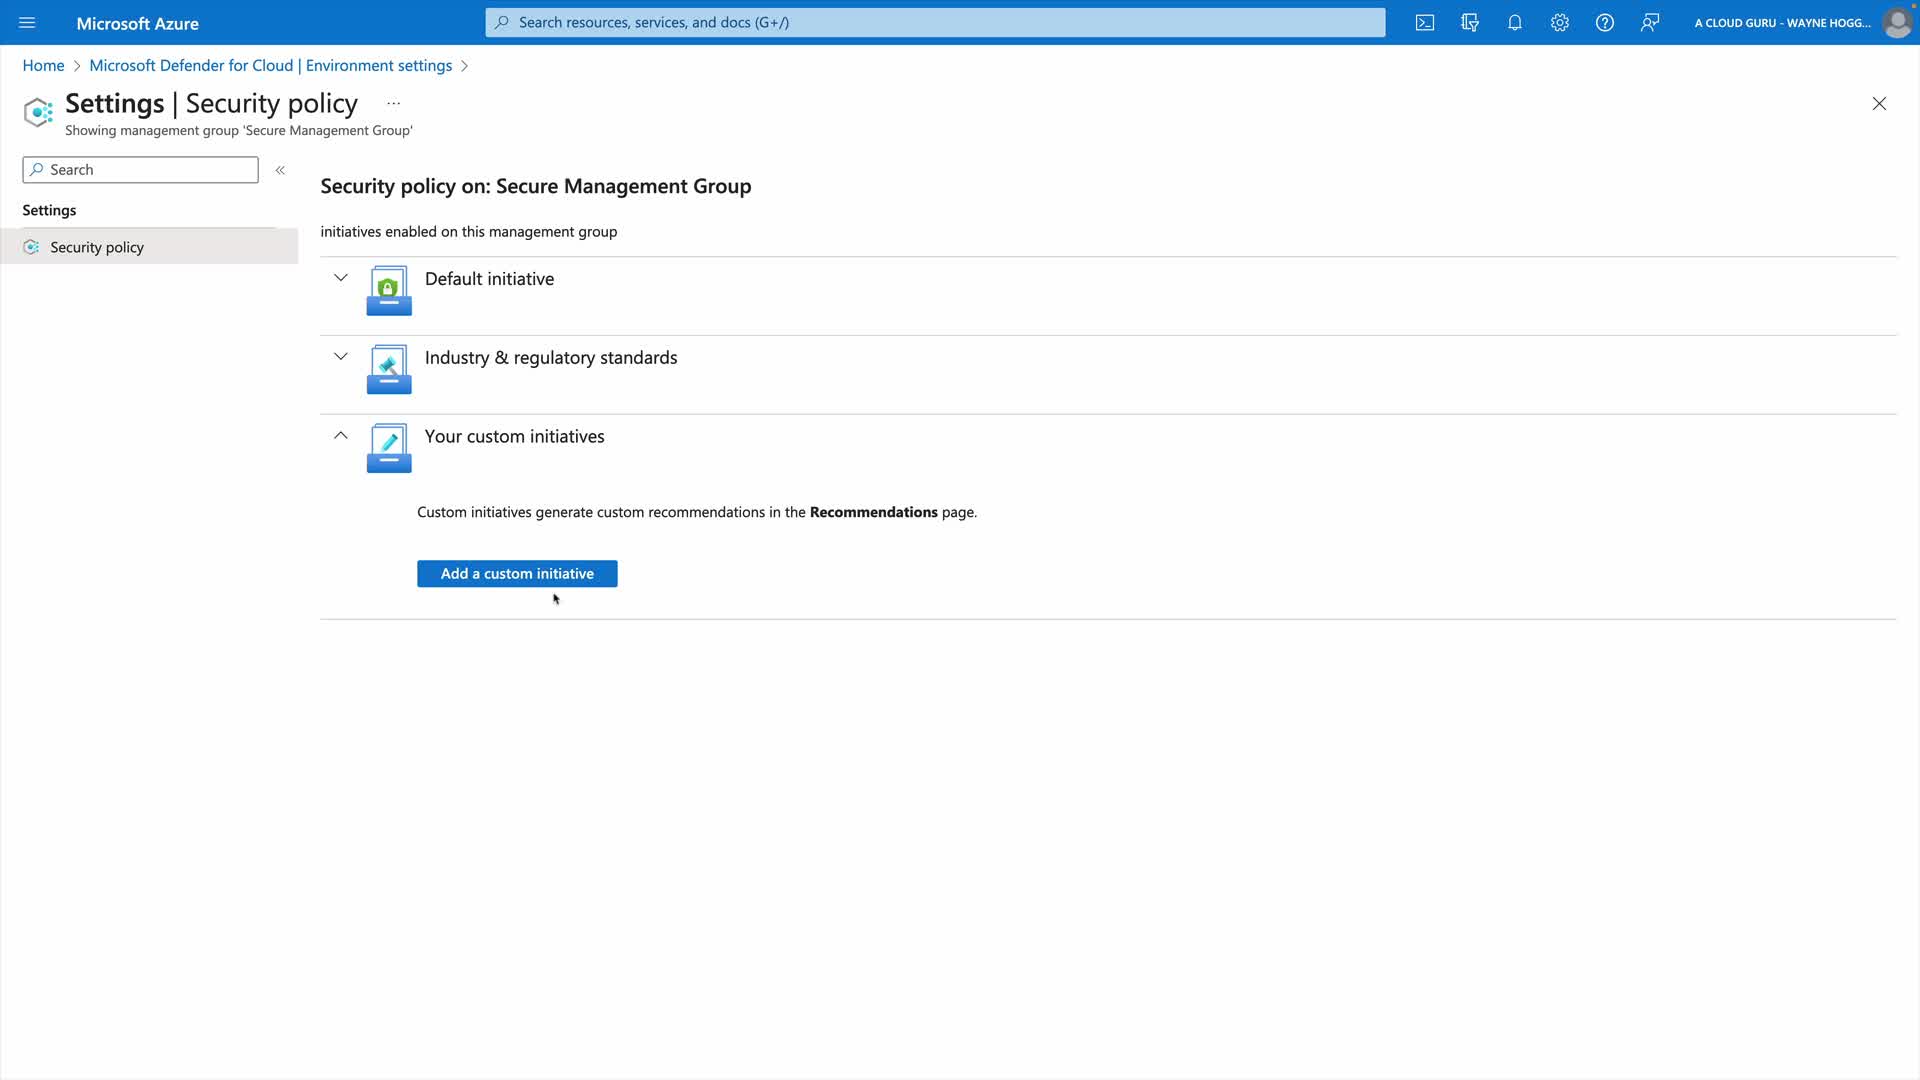 Microsoft Azure
Search resources, services, and docs (G+/)
A CLOUD GURU - WAYNE HOGG...
Home > Microsoft Defender for Cloud | Environment settings >
Settings | Security policy ...
Showing management group 'Secure Management Group'
Search
Settings
Security policy
Security policy on: Secure Management Group
initiatives enabled on this management group
Default initiative
Industry & regulatory standards
Your custom initiatives
Custom initiatives generate custom recommendations in the Recommendations page.
Add a custom initiative